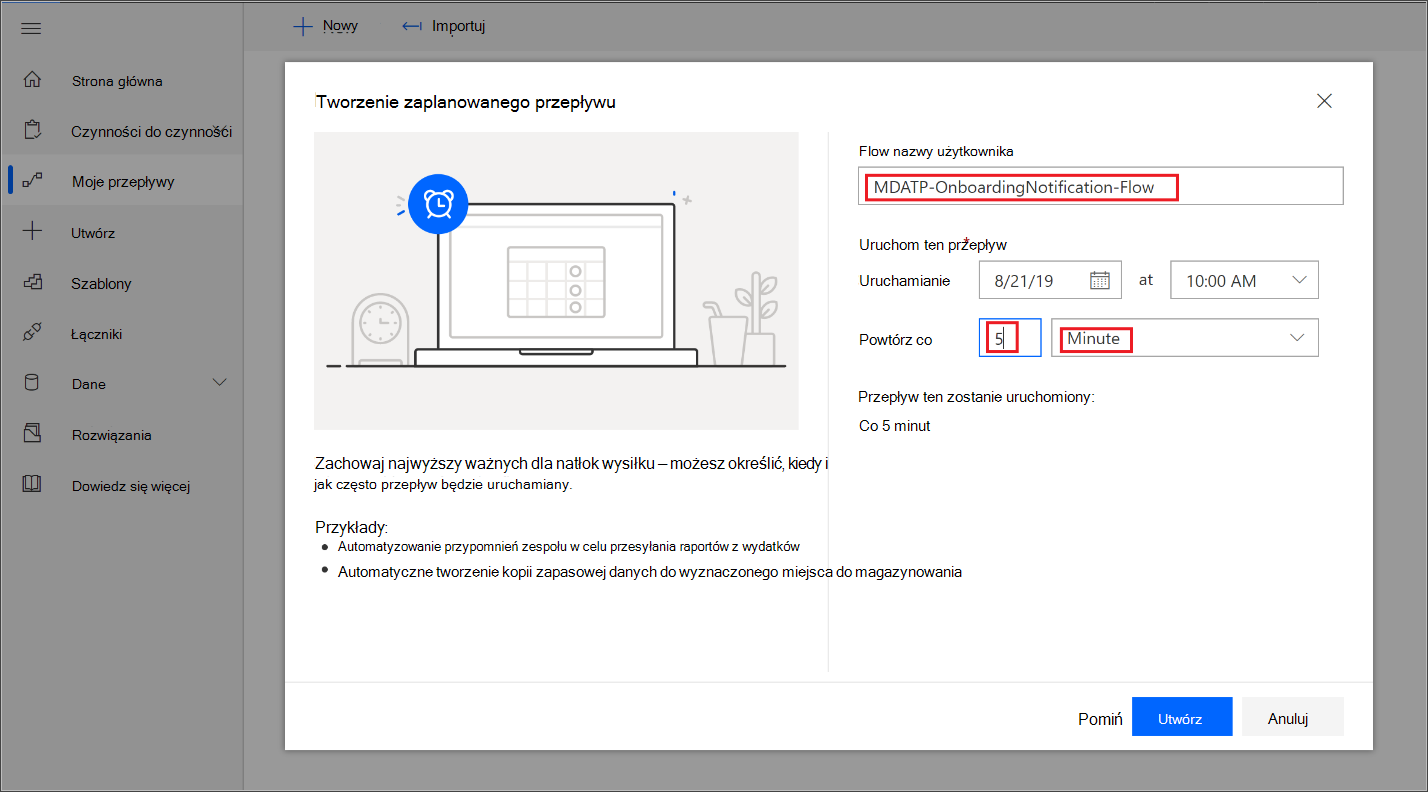 Nowy
Importuj
Strona główna
Czynności do czynności
Moje przepływy
Utwórz
Szablony
Łączniki
Dane
Rozwiązania
Dowiedz się więcej
Tworzenie zaplanowanego przepływu
Zachowaj najwyższy ważnych dla natłok wysiłku – możesz określić, kiedy i
jak często przepływ będzie uruchamiany.
Przykłady:
Automatyzowanie przypomnień zespołu w celu przesyłania raportów z wydatków
Automatyczne tworzenie kopii zapasowej danych do wyznaczonego miejsca do magazynowania
Flow nazwy użytkownika
MDATP-OnboardingNotification-Flow
Uruchom ten przepływ
Uruchamianie 8/21/19 at 10:00 AM
Powtórz co 5 Minute
Przepływ ten zostanie uruchomiony:
Co 5 minut
Pomiń Utwórz Anuluj